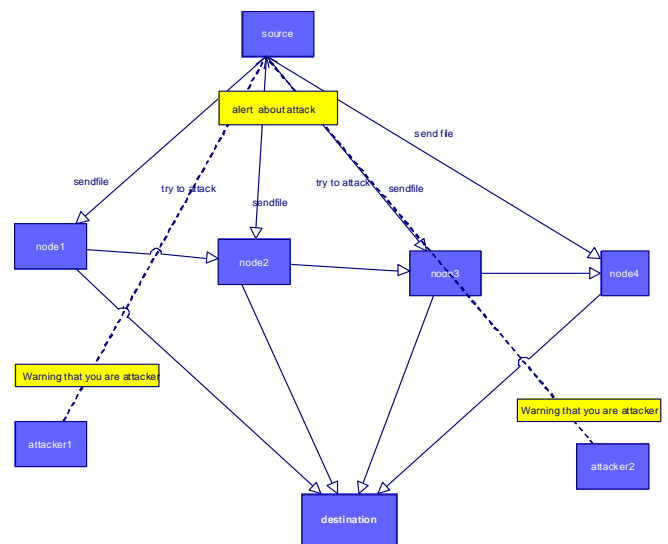 source
alert about attack
send file
sendfile
try to attack
sendfile
try to attack
sendfile
node1
node2
node3
node4
Warning that you are attacker
Warning that you are attacker
attacker1
attacker2
destination